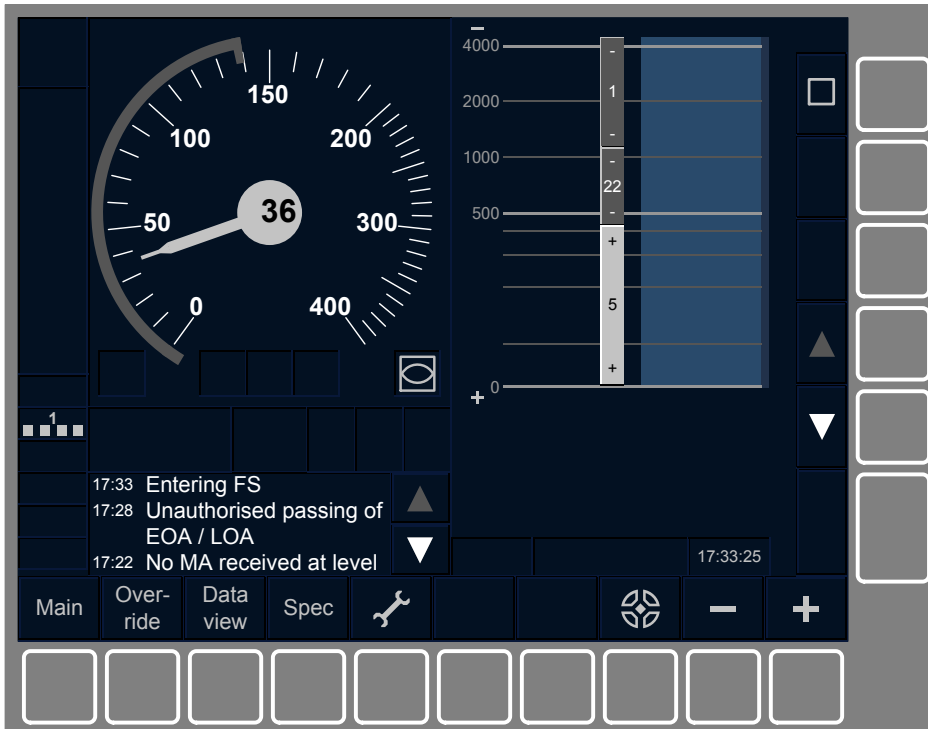 150
100
200
36
50
300
0
400
4000
2000
1000
500
0
-
1
-
-
22
-
+
5
+
1
17:33 Entering FS
17:28 Unauthorised passing of
EOA / LOA
17:22 No MA received at level
17:33:25
Main
Over-
ride
Data
view
Spec